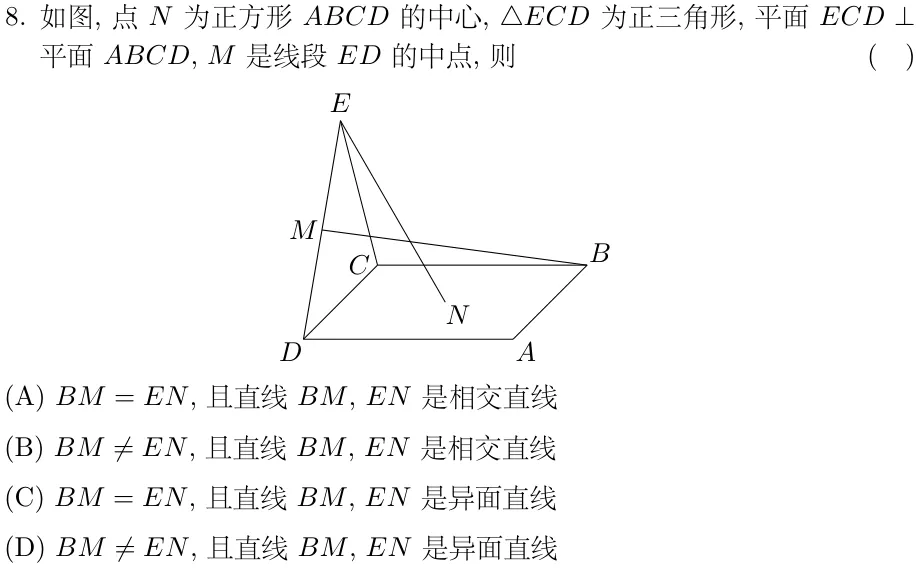 8. 如图, 点 N 为正方形 ABCD 的中心, △ECD 为正三角形, 平面 ECD ⊥
平面 ABCD, M 是线段 ED 的中点, 则 ( )
E
M
B
C
N
D
A
(A) BM = EN, 且直线 BM, EN 是相交直线
(B) BM ≠ EN, 且直线 BM, EN 是相交直线
(C) BM = EN, 且直线 BM, EN 是异面直线
(D) BM ≠ EN, 且直线 BM, EN 是异面直线